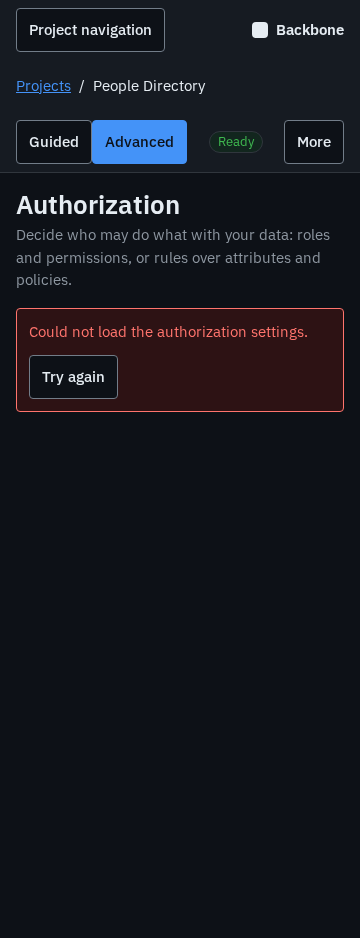 Project navigation
Backbone
Projects / People Directory
Guided
Advanced
Ready
More
Authorization
Decide who may do what with your data: roles
and permissions, or rules over attributes and
policies.
Could not load the authorization settings.
Try again